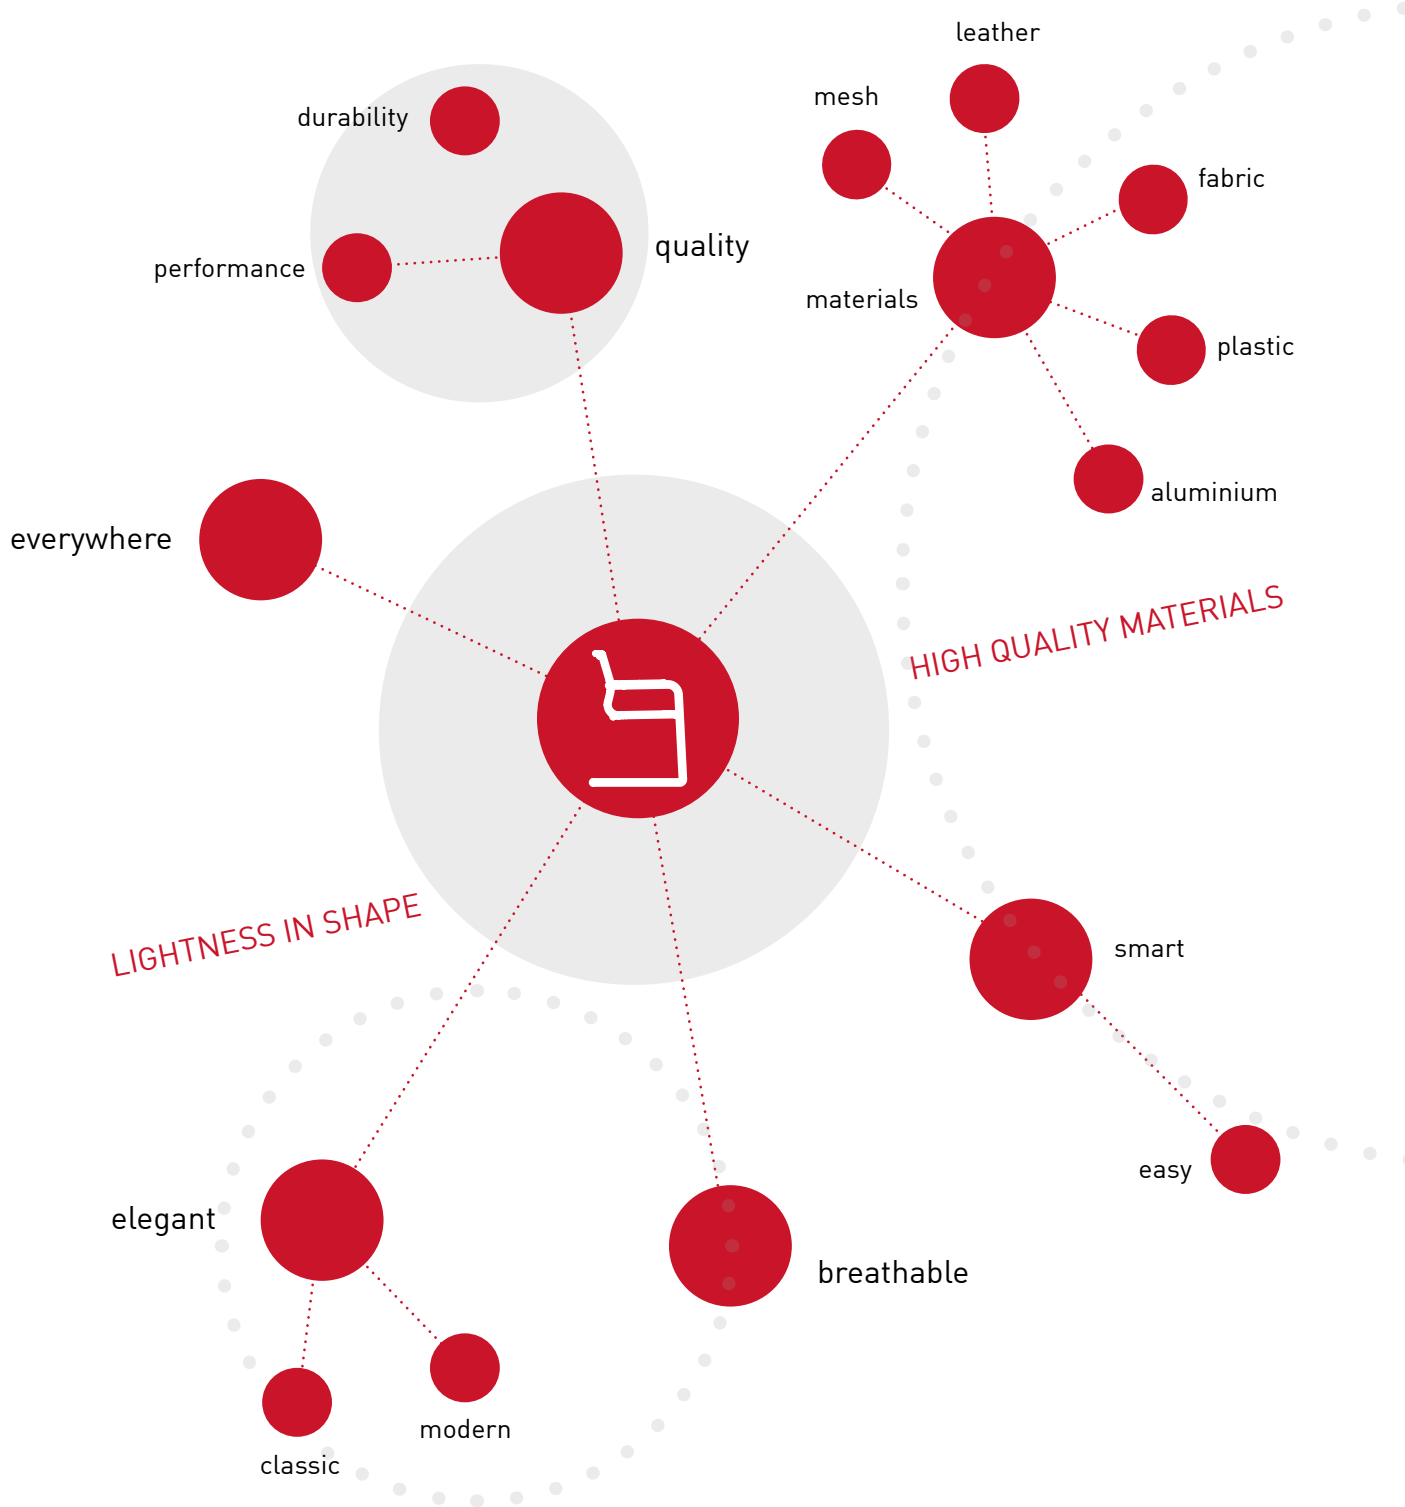 leather
mesh
durability
fabric
quality
performance
materials
plastic
aluminium
everywhere
HIGH QUALITY MATERIALS
LIGHTNESS IN SHAPE
smart
easy
elegant
breathable
modern
classic